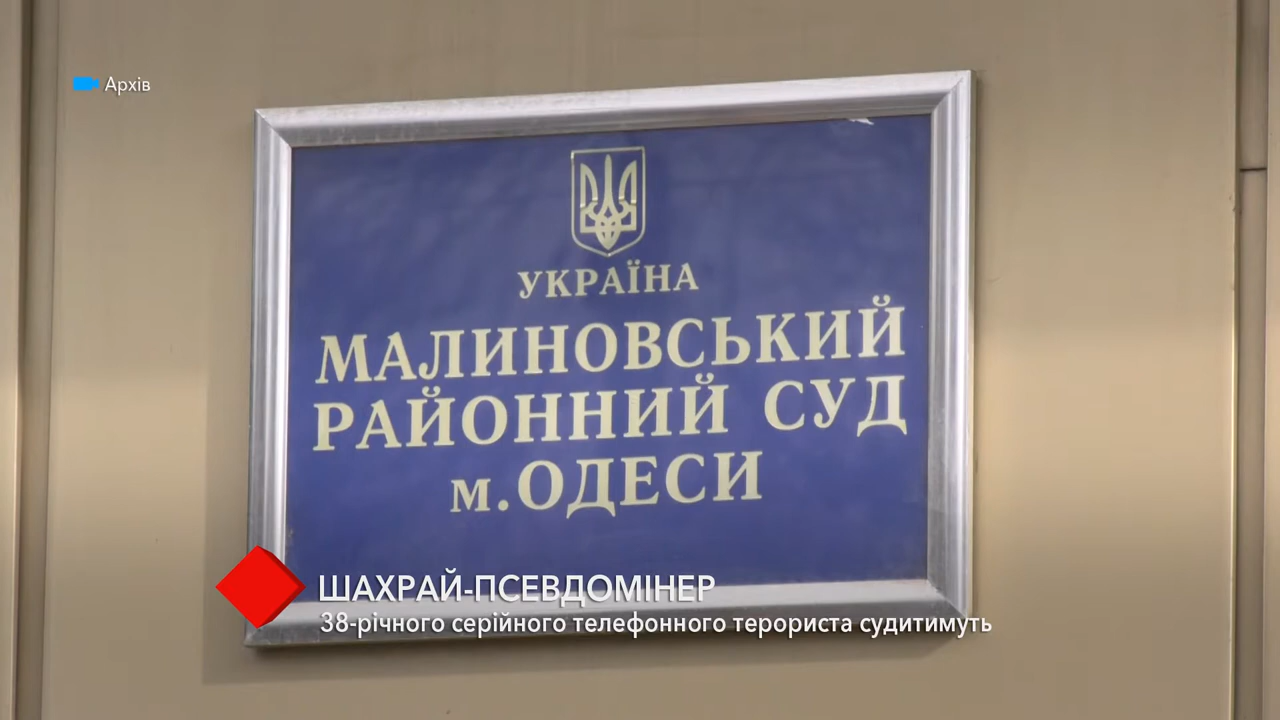 Архів
УКРАЇНА
МАЛИНОВСЬКИЙ
РАЙОННИЙ СУД
м.ОДЕСИ
ШАХРАЙ-ПСЕВДОМІНЕР
38-річного серійного телефонного терориста судитимуть